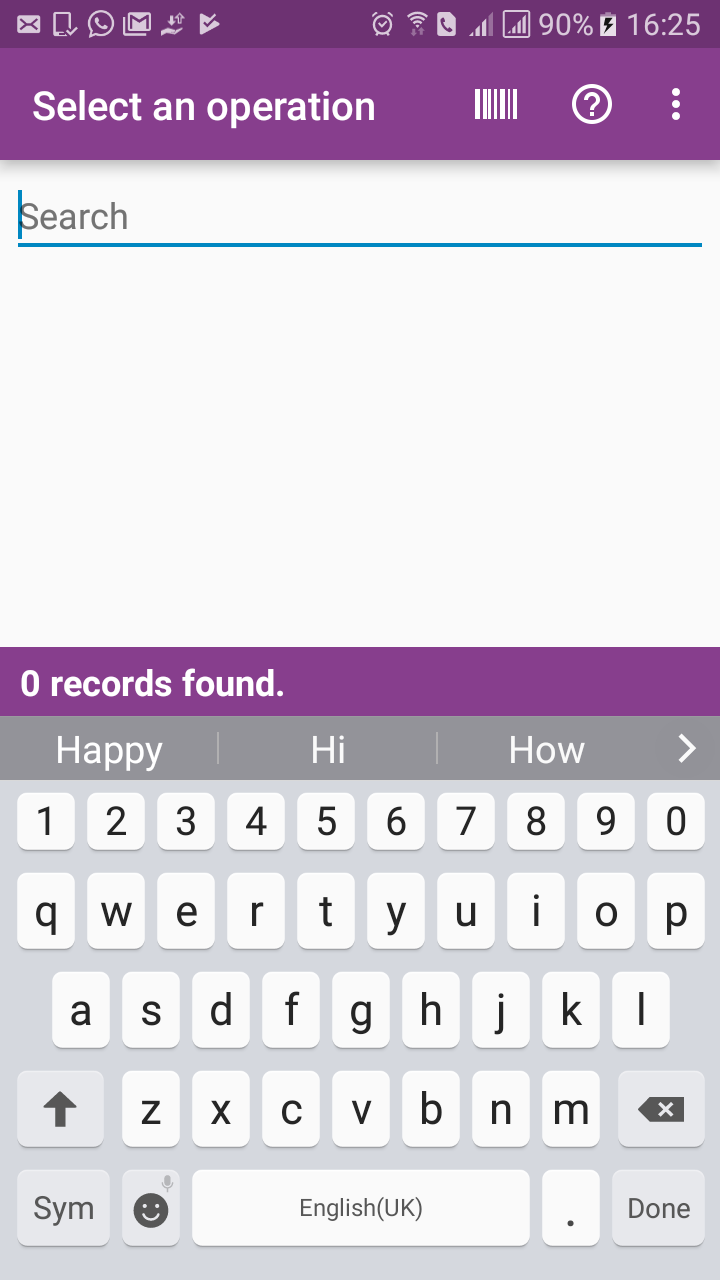 90% 16:25
Select an operation
Search
0 records found.
Happy Hi How
1 2 3 4 5 6 7 8 9 0
q w e r t y u i o p
a s d f g h j k l
z x c v b n m
Sym English(UK) . Done